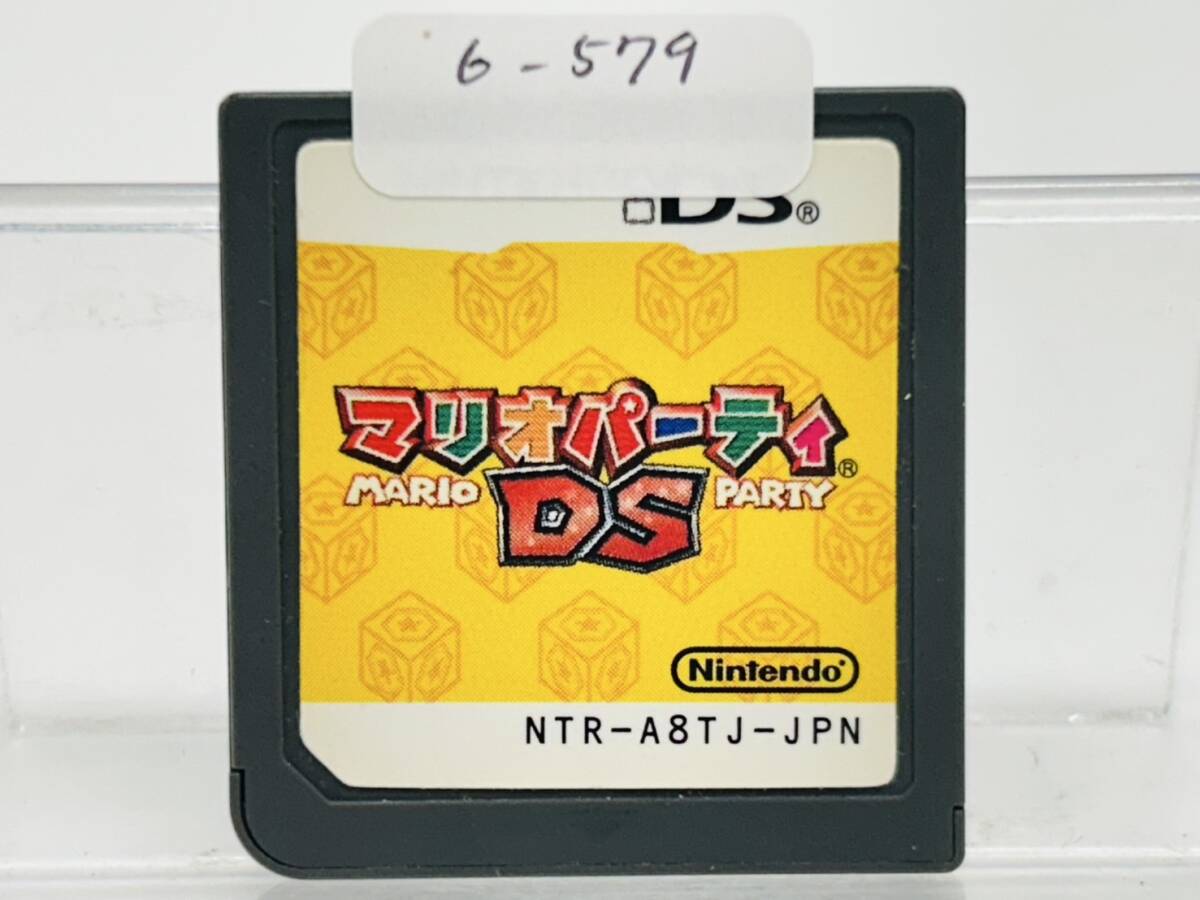 6-579
DS®
マリオパーティ®
MARIO DS PARTY
Nintendo®
NTR-A8TJ-JPN